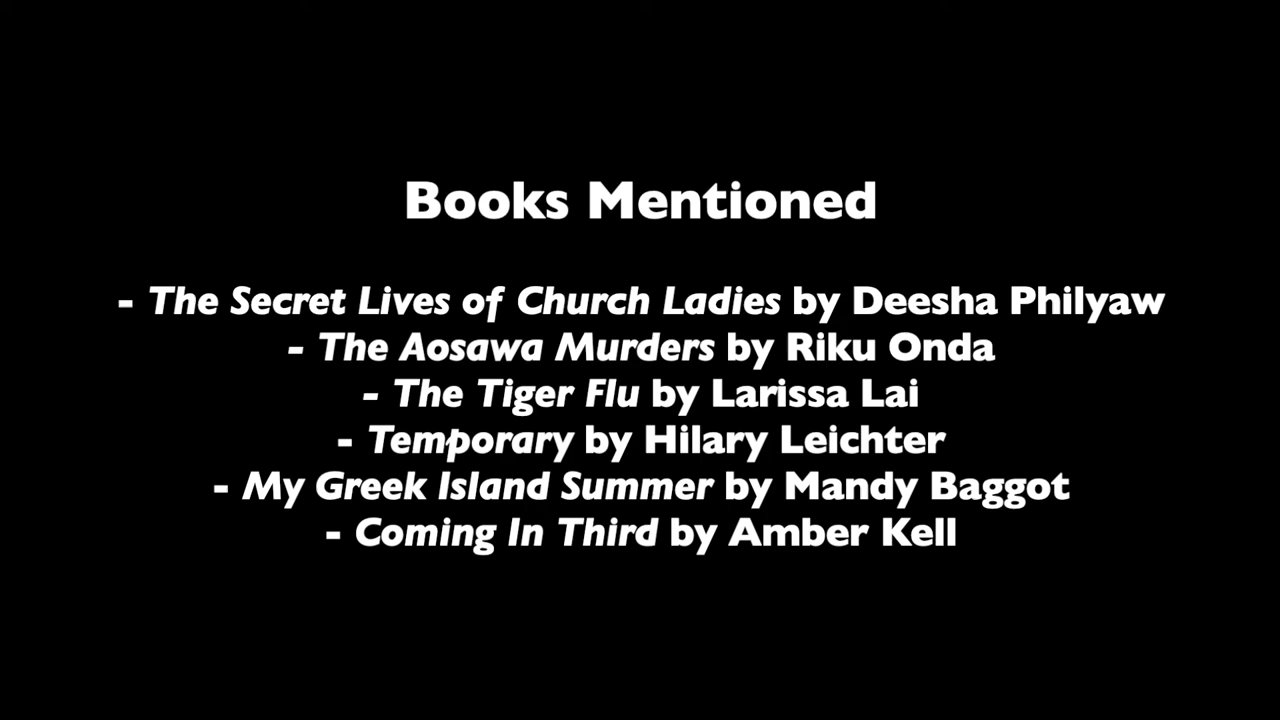 Books Mentioned
- The Secret Lives of Church Ladies by Deesha Philyaw
- The Aosawa Murders by Riku Onda
- The Tiger Flu by Larissa Lai
- Temporary by Hilary Leichter
- My Greek Island Summer by Mandy Baggot
- Coming In Third by Amber Kell